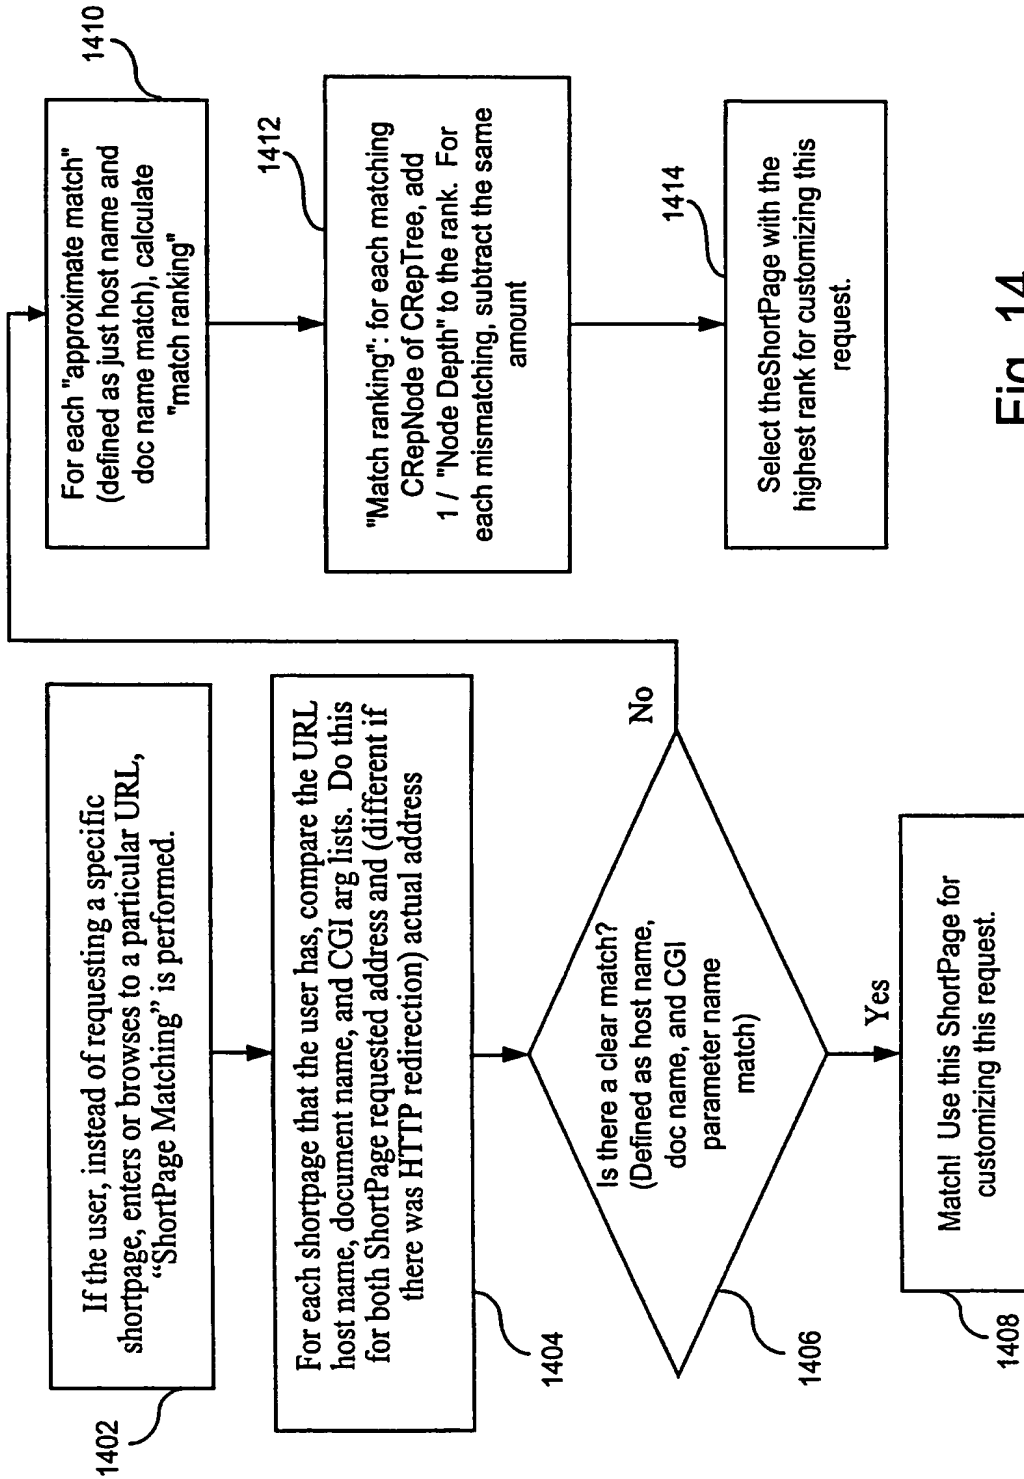 If the user, instead of requesting a specific
shortpage, enters or browses to a particular URL,
“ShortPage Matching” is performed.
1402
For each shortpage that the user has, compare the URL
host name, document name, and CGI arg lists. Do this
for both ShortPage requested address and (different if
there was HTTP redirection) actual address
1404
Is there a clear match?
(Defined as host name,
doc name, and CGI
parameter name
match)
1406
No
Yes
Match! Use this ShortPage for
customizing this request.
1408
For each "approximate match"
(defined as just host name and
doc name match), calculate
"match ranking"
1410
"Match ranking": for each matching
CRepNode of CRepTree, add
1 / "Node Depth" to the rank. For
each mismatching, subtract the same
amount
1412
Select theShortPage with the
highest rank for customizing this
request.
1414
Fig. 14